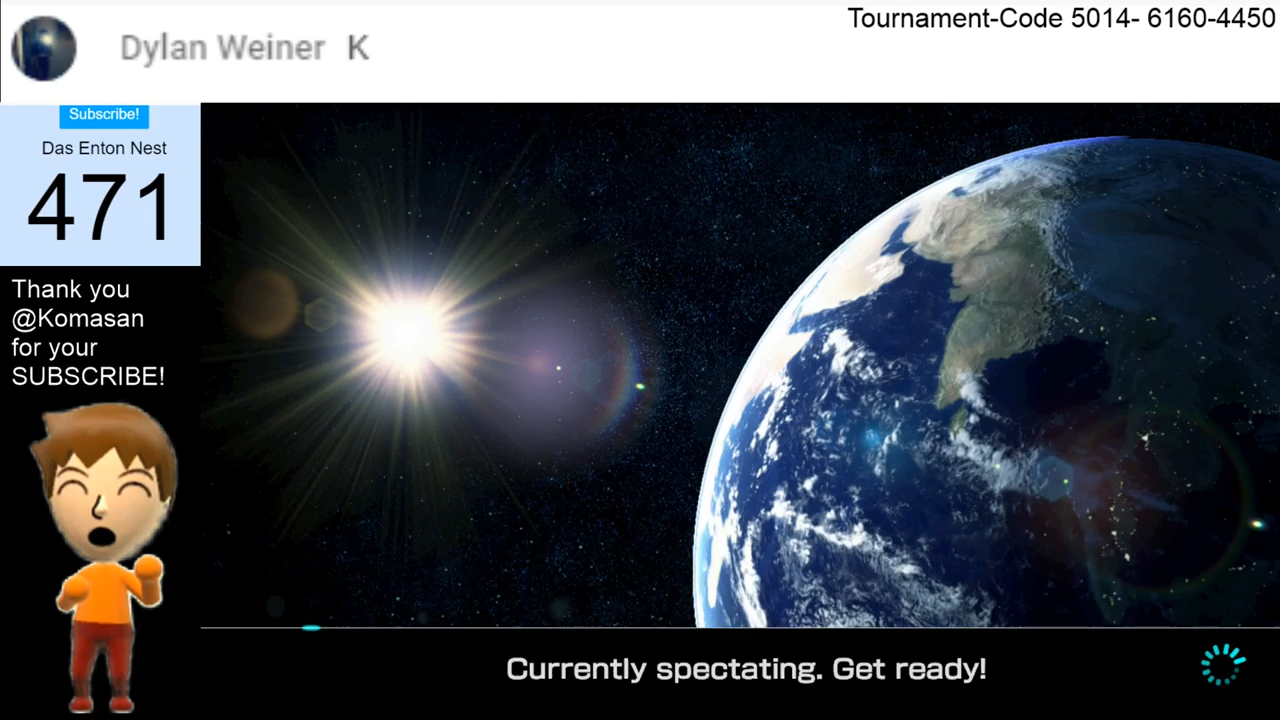 Tournament-Code 5014- 6160-4450
Dylan Weiner K
Subscribe!
Das Enton Nest
471
Thank you
@Komasan
for your
SUBSCRIBE!
Currently spectating. Get ready!